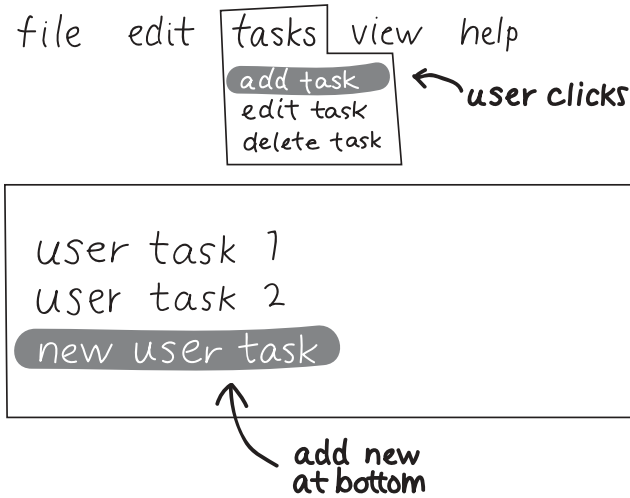 file edit tasks view help
add task
edit task
delete task
user clicks
user task 1
user task 2
new user task
add new
at bottom